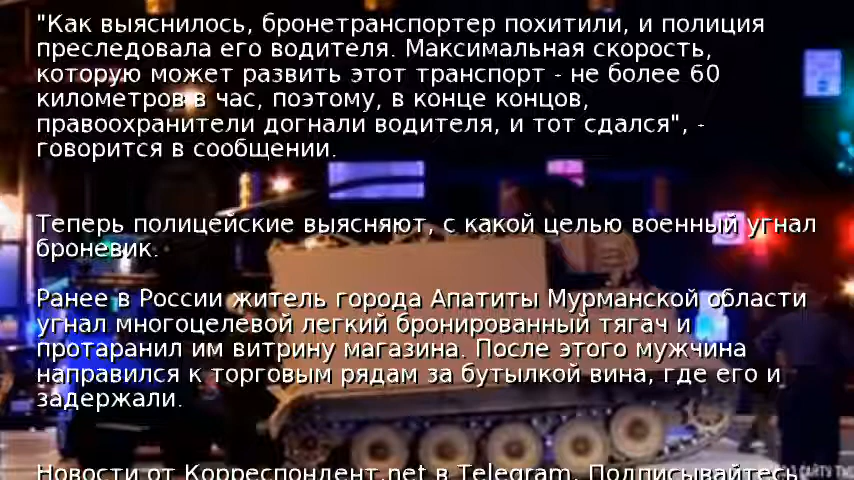 "Как выяснилось, бронетранспортер похитили, и полиция
преследовала его водителя. Максимальная скорость,
которую может развить этот транспорт - не более 60
километров в час, поэтому, в конце концов,
правоохранители догнали водителя, и тот сдался", -
говорится в сообщении.
Теперь полицейские выясняют, с какой целью военный угнал
броневик.
Ранее в России житель города Апатиты Мурманской области
угнал многоцелевой легкий бронированный тягач и
протаранил им витрину магазина. После этого мужчина
направился к торговым рядам за бутылкой вина, где его и
задержали.
Новости от Корреспондент.net в Telegram. Подписывайтесь